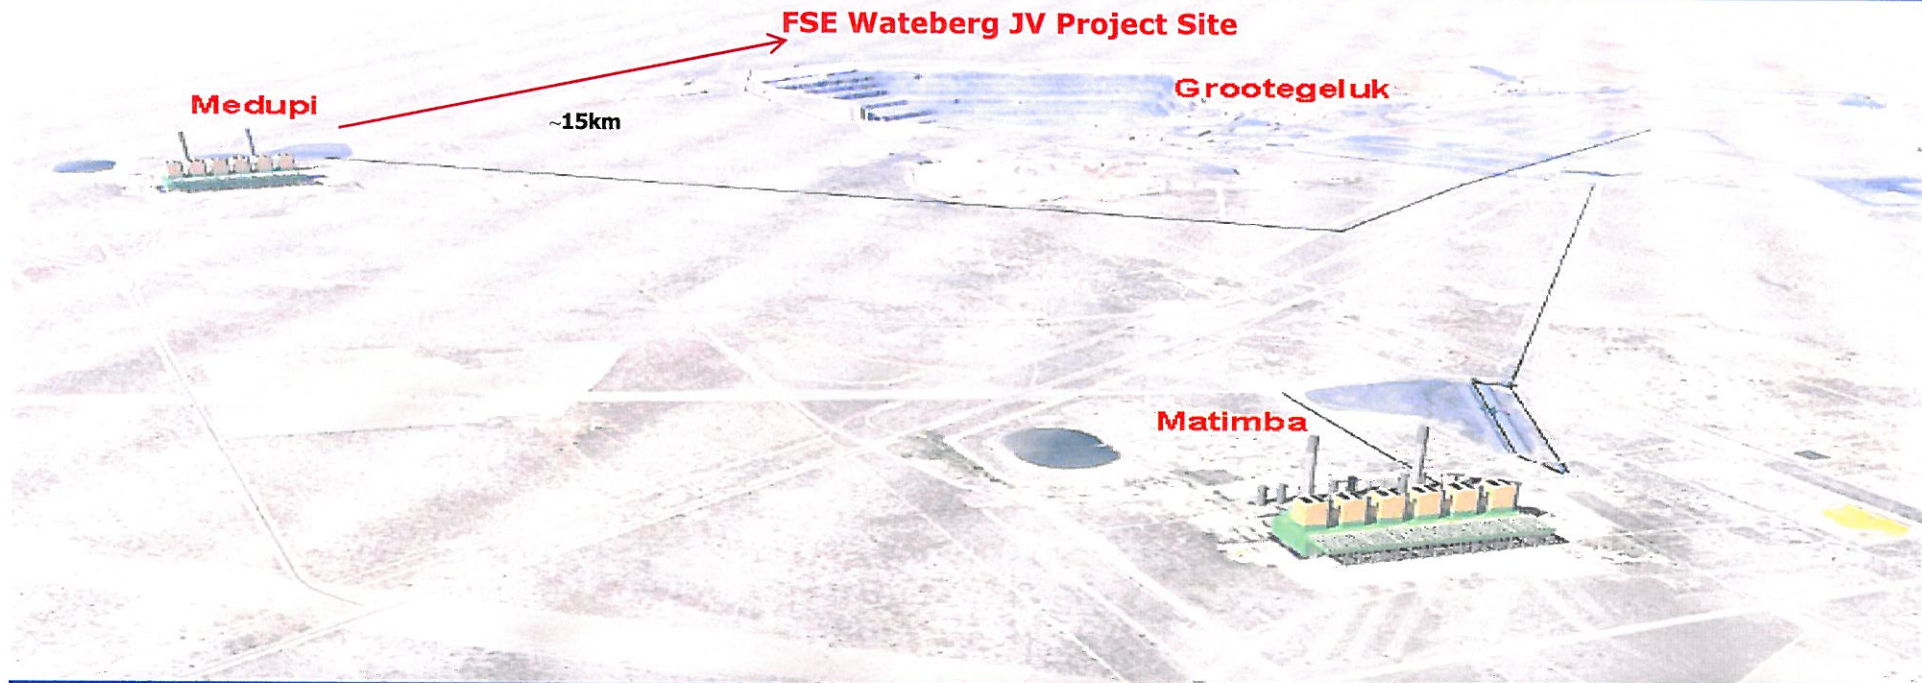 FSE Wateberg JV Project Site
Grootegeluk
Medupi
~15km
Matimba